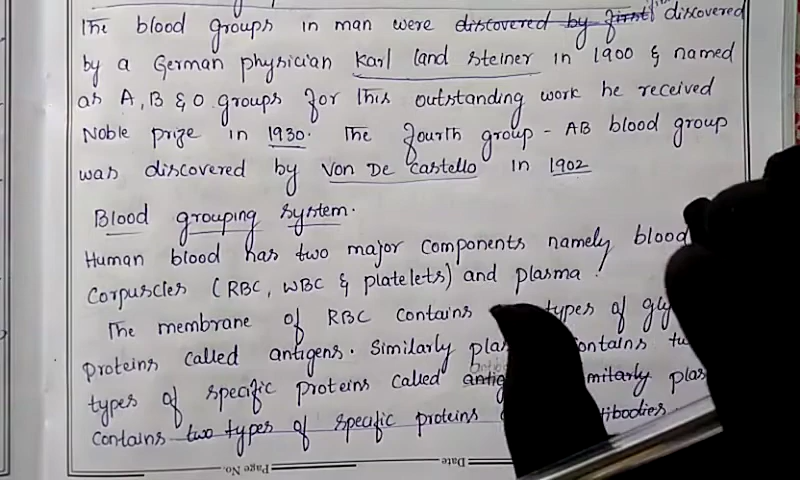 The blood groups in man were discovered by first discovered
by a German physician Karl land steiner in 1900 & named
as A, B & O groups for this outstanding work he received
Noble prize in 1930. The fourth group - AB blood group
was discovered by Von De Castello in 1902
Blood grouping system.
Human blood has two major components namely blood
Corpuscles (RBC, WBC & platelets) and plasma.
The membrane of RBC contains types of
proteins called antigens. Similarly contains
types of specific proteins called
contains two types of specific proteins
Page No. Date